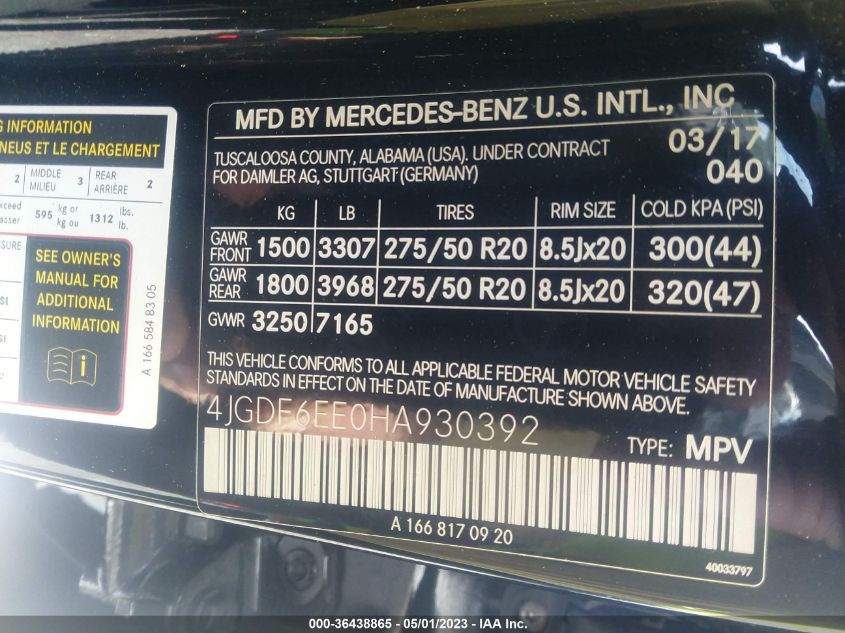 G INFORMATION
NEUS ET LE CHARGEMENT
2 MIDDLE MILIEU 3 REAR ARRIÈRE 2
595 kg or kg ou 1312 lbs. lb.
SEE OWNER'S
MANUAL FOR
ADDITIONAL
INFORMATION
A 166 584 83 05
MFD BY MERCEDES-BENZ U.S. INTL., INC
TUSCALOOSA COUNTY, ALABAMA (USA). UNDER CONTRACT 03/17
FOR DAIMLER AG, STUTTGART (GERMANY) 040
KG LB TIRES RIM SIZE COLD KPA (PSI)
GAWR FRONT 1500 3307 275/50 R20 8.5Jx20 300(44)
GAWR REAR 1800 3968 275/50 R20 8.5Jx20 320(47)
GVWR 3250 7165
THIS VEHICLE CONFORMS TO ALL APPLICABLE FEDERAL MOTOR VEHICLE SAFETY
STANDARDS IN EFFECT ON THE DATE OF MANUFACTURE SHOWN ABOVE.
4JGDF6EE0HA930392
TYPE: MPV
A 166 817 09 20
40033797
000-36438865 - 05/01/2023 - IAA Inc.